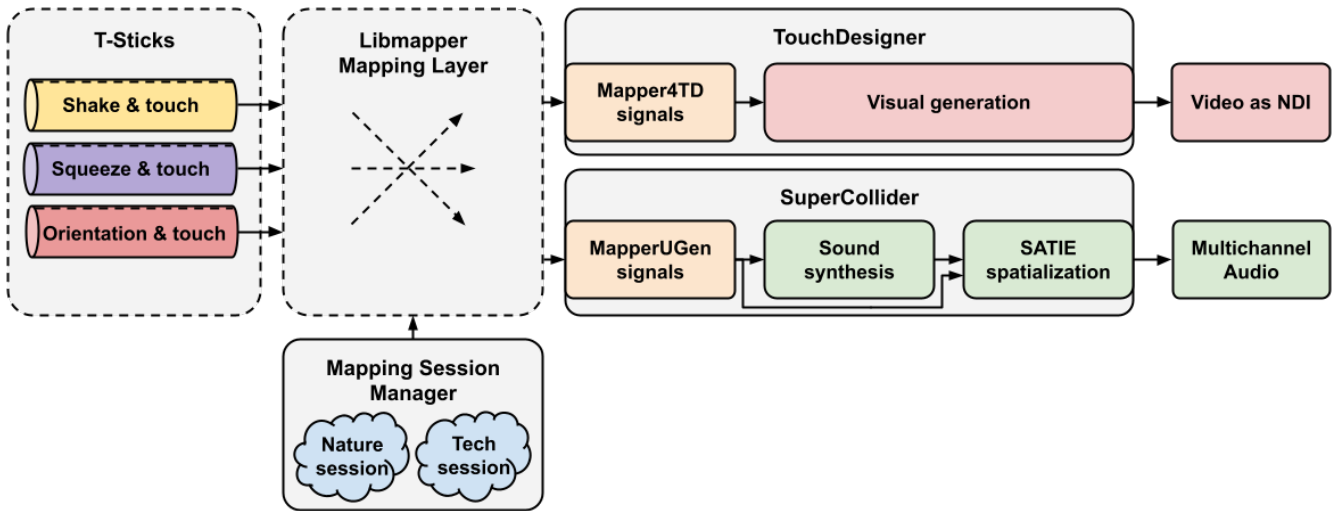 T-Sticks
Shake & touch
Squeeze & touch
Orientation & touch
Libmapper
Mapping Layer
Mapping Session
Manager
Nature
session
Tech
session
TouchDesigner
Mapper4TD
signals
Visual generation
Video as NDI
SuperCollider
MapperUGen
signals
Sound
synthesis
SATIE
spatialization
Multichannel
Audio